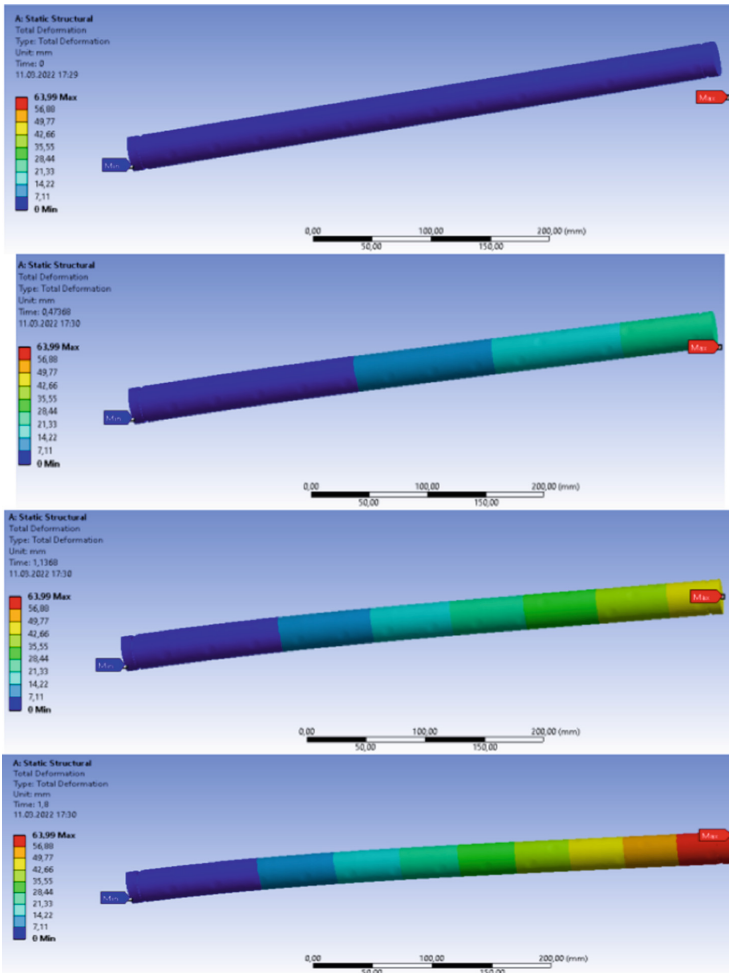 A: Static Structural
Total Deformation
Type: Total Deformation
Unit: mm
Time: 0
11.03.2022 17:29
63,99 Max
56,88
49,77
42,66
35,55
28,44
21,33
14,22
7,11
0 Min
Max
Min
0,00 100,00 200,00 (mm)
50,00 150,00
A: Static Structural
Total Deformation
Type: Total Deformation
Unit: mm
Time: 0,47368
11.03.2022 17:30
63,99 Max
56,88
49,77
42,66
35,55
28,44
21,33
14,22
7,11
0 Min
Max
Min
0,00 100,00 200,00 (mm)
50,00 150,00
A: Static Structural
Total Deformation
Type: Total Deformation
Unit: mm
Time: 1,1368
11.03.2022 17:30
63,99 Max
56,88
49,77
42,66
35,55
28,44
21,33
14,22
7,11
0 Min
Max
Min
0,00 100,00 200,00 (mm)
50,00 150,00
A: Static Structural
Total Deformation
Type: Total Deformation
Unit: mm
Time: 1,8
11.03.2022 17:30
63,99 Max
56,88
49,77
42,66
35,55
28,44
21,33
14,22
7,11
0 Min
Max
Min
0,00 100,00 200,00 (mm)
50,00 150,00